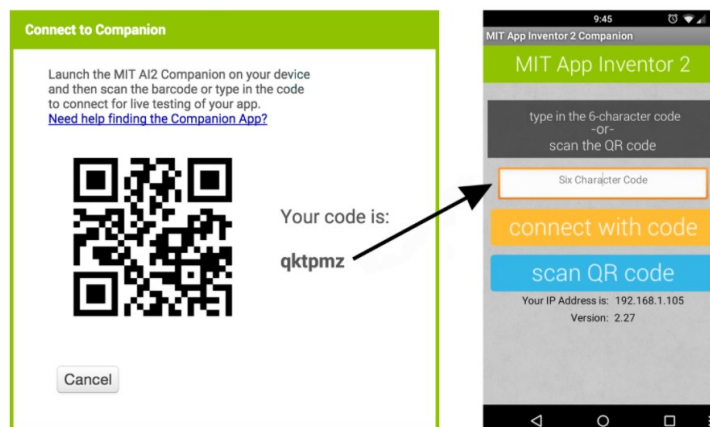 Connect to Companion
Launch the MIT AI2 Companion on your device
and then scan the barcode or type in the code
to connect for live testing of your app.
Need help finding the Companion App?
Your code is:
qktpmz
Cancel
9:45
MIT App Inventor 2 Companion
MIT App Inventor 2
type in the 6-character code
-or-
scan the QR code
Six Character Code
connect with code
scan QR code
Your IP Address is: 192.168.1.105
Version: 2.27